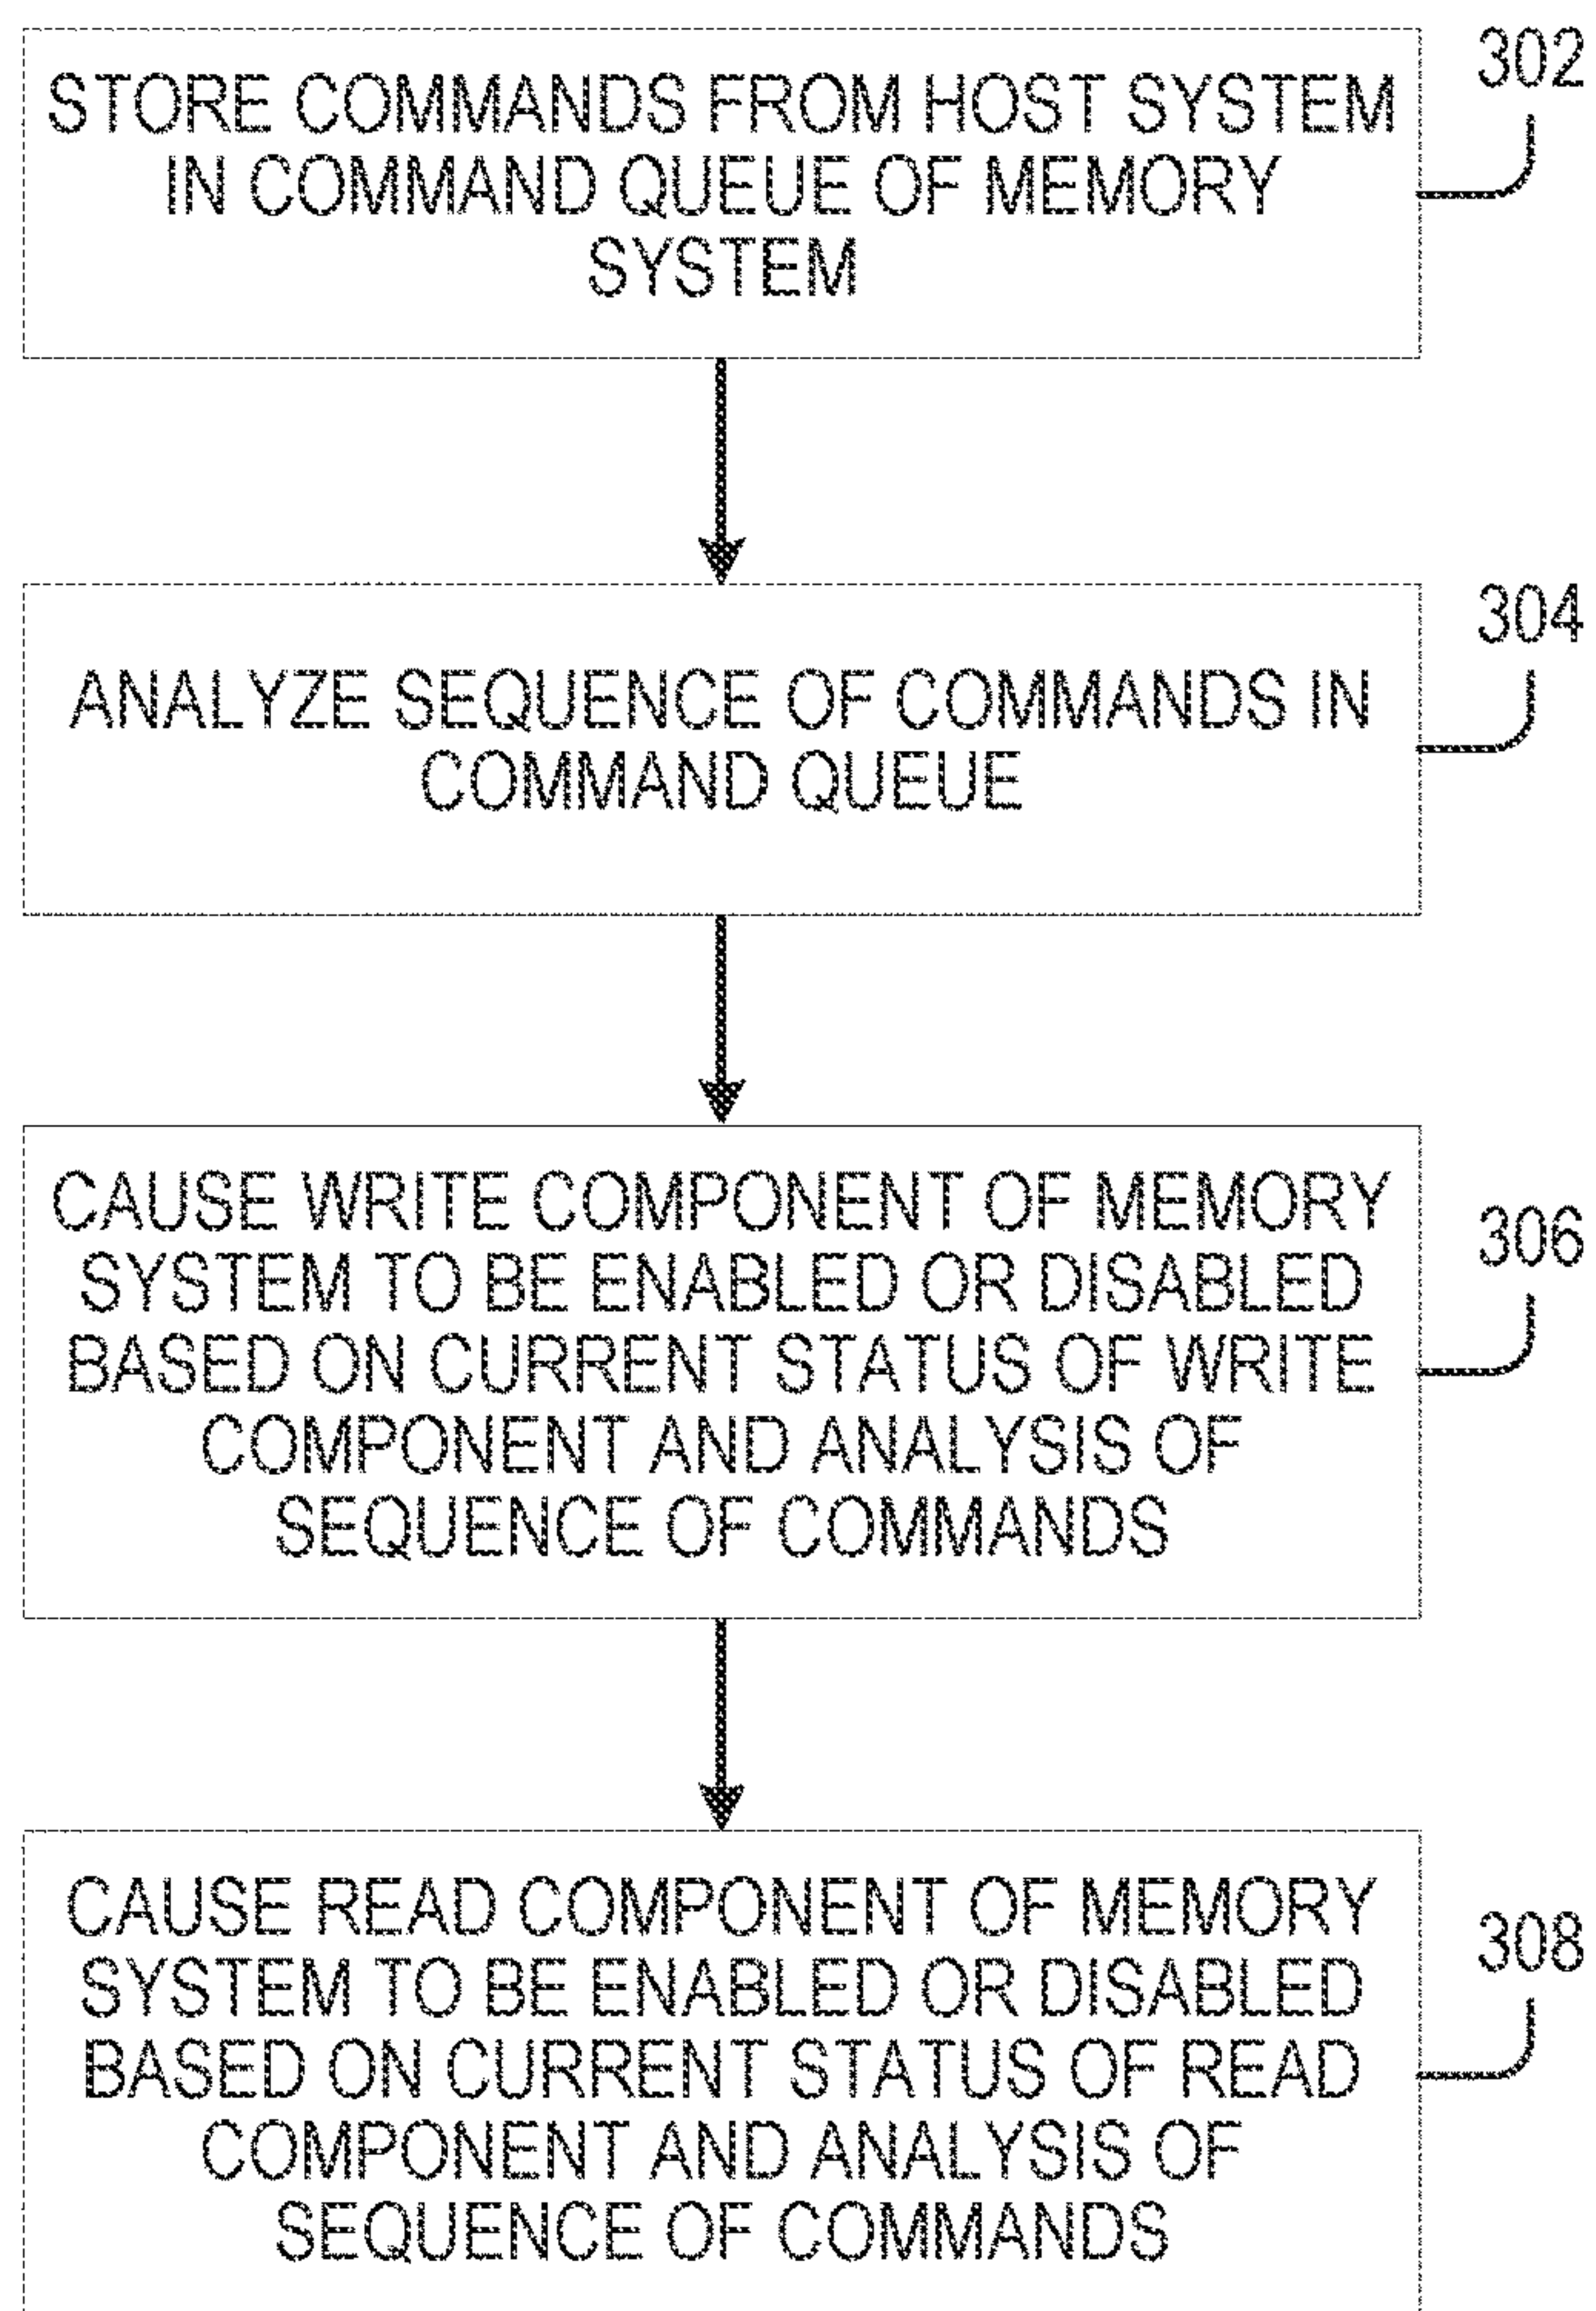 STORE COMMANDS FROM HOST SYSTEM
IN COMMAND QUEUE OF MEMORY
SYSTEM
302
ANALYZE SEQUENCE OF COMMANDS IN
COMMAND QUEUE
304
CAUSE WRITE COMPONENT OF MEMORY
SYSTEM TO BE ENABLED OR DISABLED
BASED ON CURRENT STATUS OF WRITE
COMPONENT AND ANALYSIS OF
SEQUENCE OF COMMANDS
306
CAUSE READ COMPONENT OF MEMORY
SYSTEM TO BE ENABLED OR DISABLED
BASED ON CURRENT STATUS OF READ
COMPONENT AND ANALYSIS OF
SEQUENCE OF COMMANDS
308